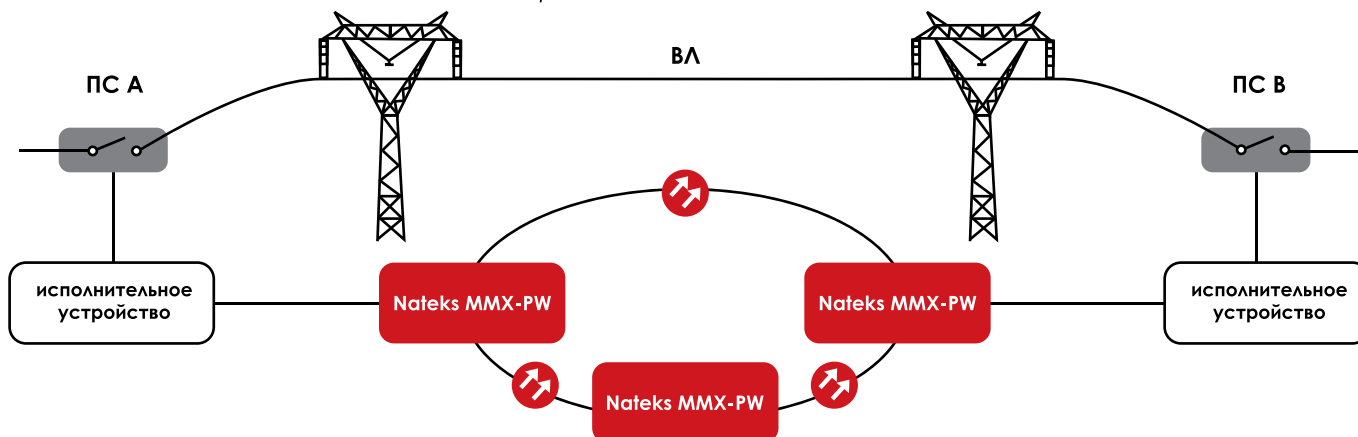 ВЛ
ПС А
ПС В
исполнительное
устройство
Nateks MMX-PW
Nateks MMX-PW
исполнительное
устройство
Nateks MMX-PW